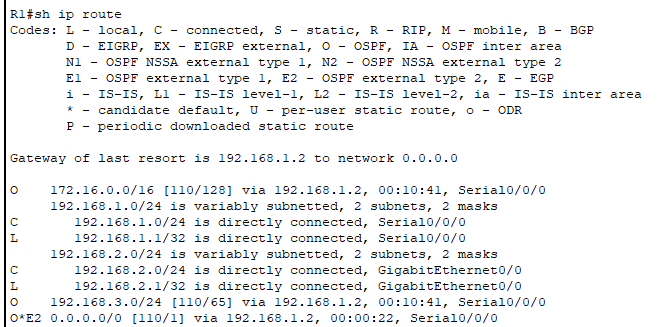 R1#sh ip route
Codes: L - local, C - connected, S - static, R - RIP, M - mobile, B - BGP
       D - EIGRP, EX - EIGRP external, O - OSPF, IA - OSPF inter area
       N1 - OSPF NSSA external type 1, N2 - OSPF NSSA external type 2
       E1 - OSPF external type 1, E2 - OSPF external type 2, E - EGP
       i - IS-IS, L1 - IS-IS level-1, L2 - IS-IS level-2, ia - IS-IS inter area
       * - candidate default, U - per-user static route, o - ODR
       P - periodic downloaded static route

Gateway of last resort is 192.168.1.2 to network 0.0.0.0

O    172.16.0.0/16 [110/128] via 192.168.1.2, 00:10:41, Serial0/0/0
     192.168.1.0/24 is variably subnetted, 2 subnets, 2 masks
C       192.168.1.0/24 is directly connected, Serial0/0/0
L       192.168.1.1/32 is directly connected, Serial0/0/0
     192.168.2.0/24 is variably subnetted, 2 subnets, 2 masks
C       192.168.2.0/24 is directly connected, GigabitEthernet0/0
L       192.168.2.1/32 is directly connected, GigabitEthernet0/0
O    192.168.3.0/24 [110/65] via 192.168.1.2, 00:10:41, Serial0/0/0
O*E2 0.0.0.0/0 [110/1] via 192.168.1.2, 00:00:22, Serial0/0/0